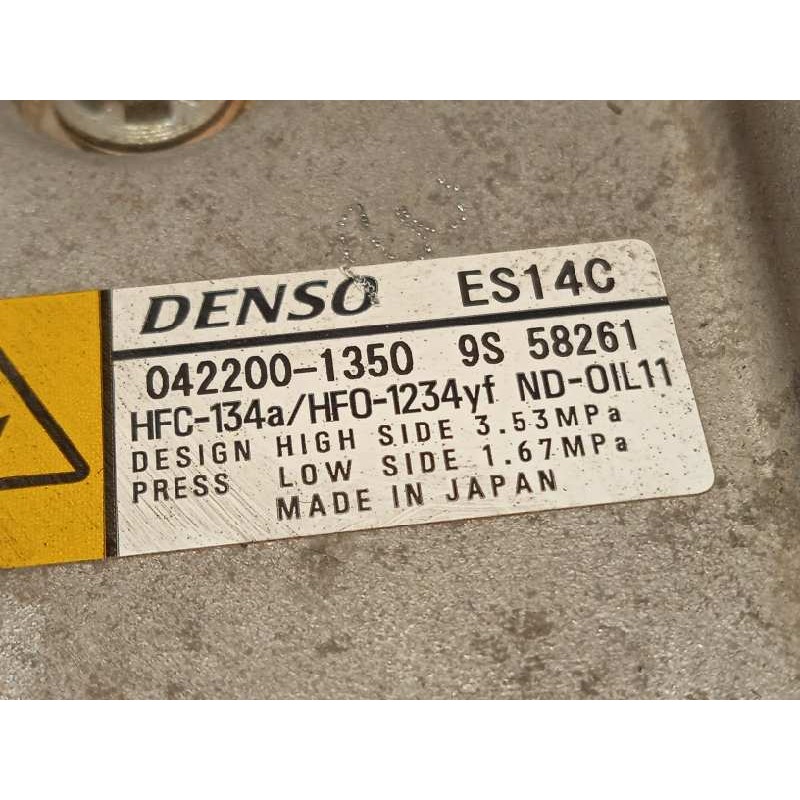 DENSO ES14C
042200-1350 9S 58261
HFC-134a/HFO-1234yf ND-OIL11
DESIGN HIGH SIDE 3.53MPa
PRESS LOW SIDE 1.67MPa
MADE IN JAPAN